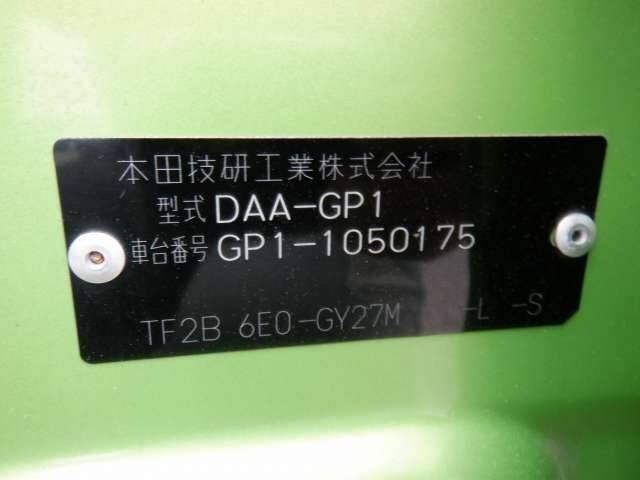 本田技研工業株式会社
型式 DAA-GP1
車台番号 GP1-1050175
TF2B 6E0-GY27M -L -S